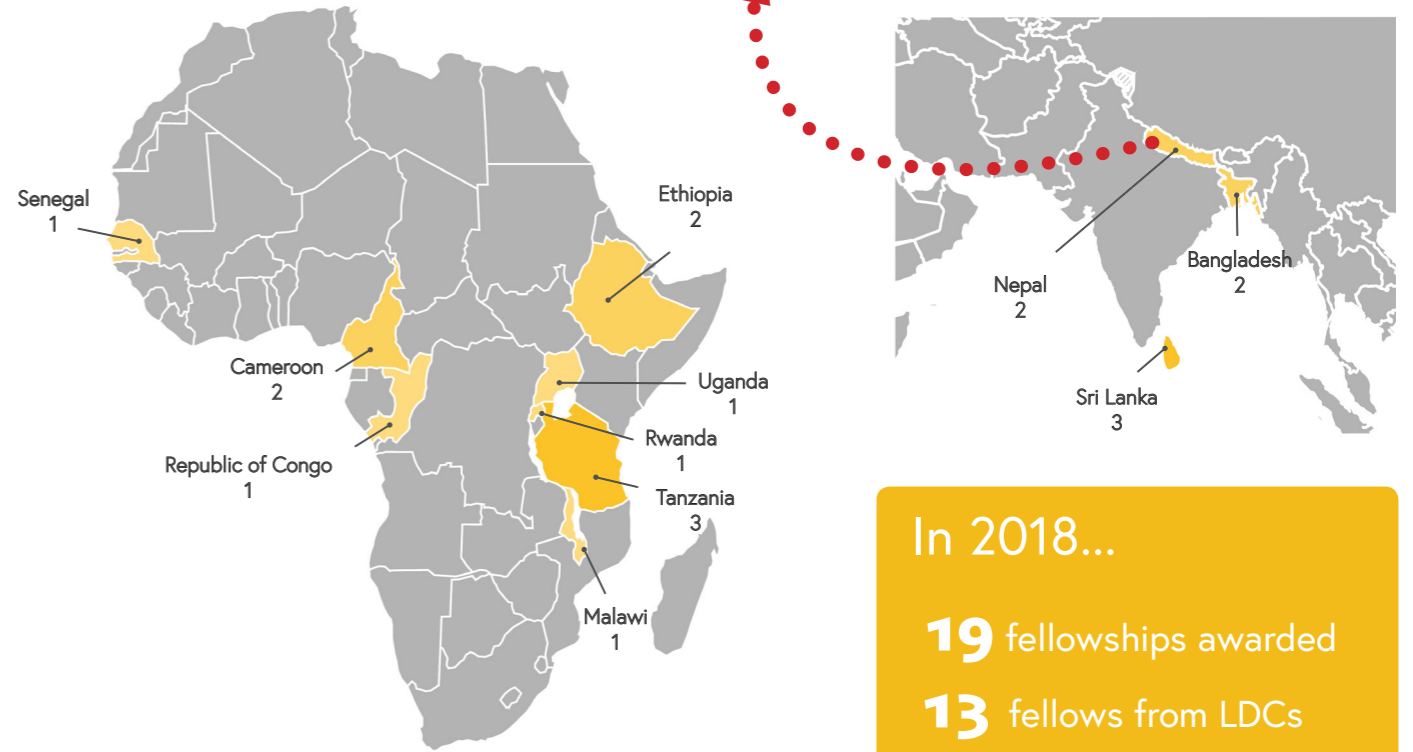 Senegal
1
Ethiopia
2
Cameroon
2
Uganda
1
Rwanda
1
Republic of Congo
1
Tanzania
3
Malawi
1
Nepal
2
Bangladesh
2
Sri Lanka
3
In 2018...
19 fellowships awarded
13 fellows from LDCs